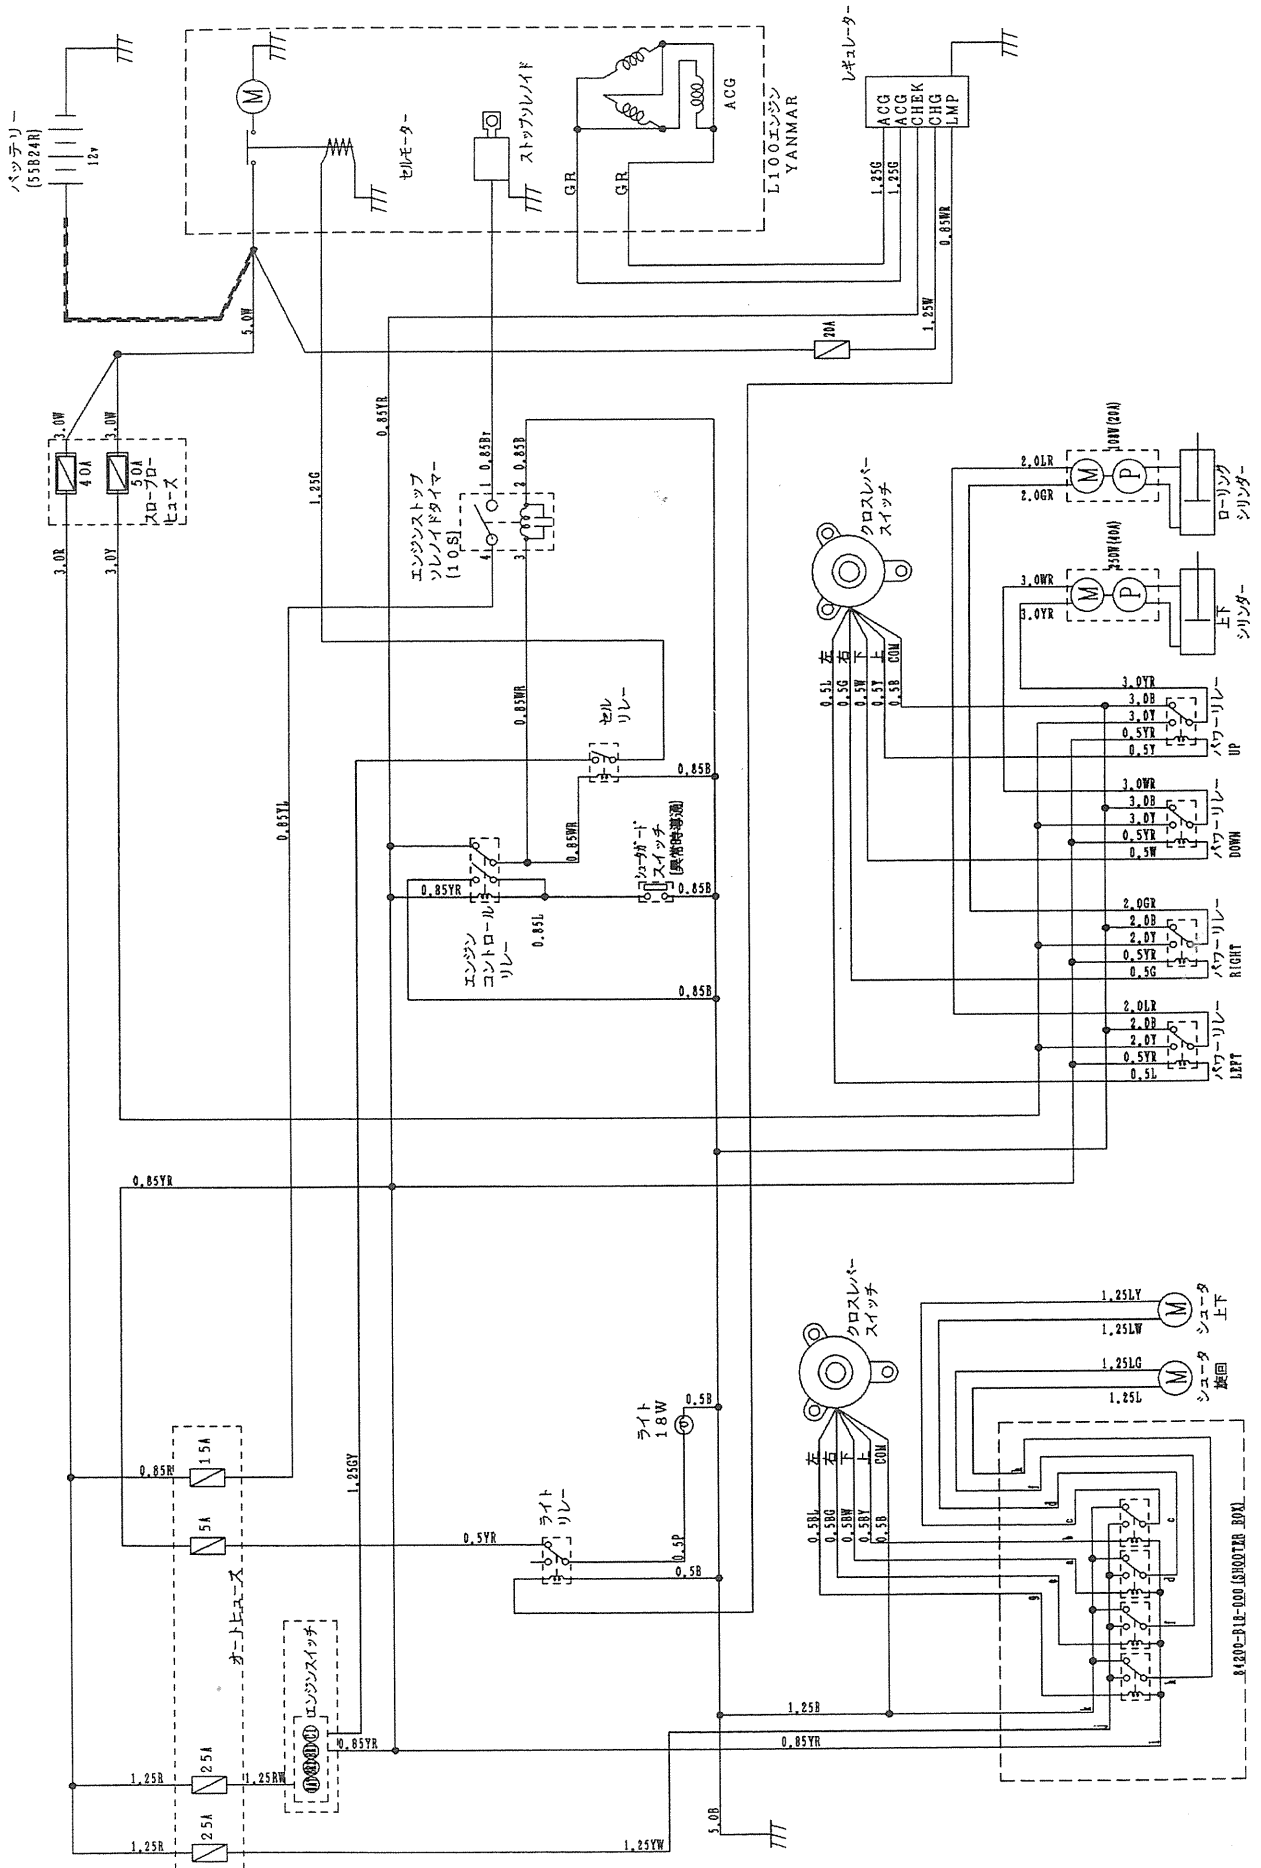 バッテリー
(55B24R)
12v
M
セルモーター
ストップソレノイド
GR
GR
ACG
L100エンジン
YANMAR
レギュレーター
ACG
ACG
CHEK
CHG
LMP
1.25G
1.25G
0.85WR
1.25W
20A
5.0W
3.0W
3.0W
40A
50A
スローブロー
ヒューズ
3.0R
3.0Y
0.85YR
1.25G
0.85Br
0.85B
1
2
3
4
エンジンストップ
ソレノイドタイマー
(10S)
0.85YL
0.85WR
セル
リレー
0.85B
0.85WR
シュータガード
スイッチ
(異常時導通)
0.85B
0.85YR
0.85L
エンジン
コントロール
リレー
0.85B
クロスレバー
スイッチ
左
右
下
上
COM
0.5L
0.5G
0.5W
0.5Y
0.5B
2.0LR
2.0GR
108W(20A)
M
P
ローリング
シリンダー
3.0WR
3.0YR
250W(40A)
M
P
上下
シリンダー
3.0YR
3.0B
3.0Y
0.5YR
0.5Y
パワーリレー
UP
3.0WR
3.0B
3.0Y
0.5YR
0.5W
パワーリレー
DOWN
2.0GR
2.0B
2.0Y
0.5YR
0.5G
パワーリレー
RIGHT
2.0LR
2.0B
2.0Y
0.5YR
0.5L
パワーリレー
LEFT
0.85YR
0.85R
15A
5A
オートヒューズ
25A
25A
1.25R
1.25R
1.25RW
1.25YW
エンジンスイッチ
0.85YR
1.25GY
0.5YR
ライト
リレー
ライト
18W
0.5B
0.5P
0.5B
クロスレバー
スイッチ
左
右
下
上
COM
0.5BL
0.5BG
0.5BW
0.5BY
0.5B
1.25LY
1.25LW
M
シュータ
上下
1.25LG
1.25L
M
シュータ
旋回
h
f
d
c
b
a
e
g
c
d
f
h
k
j
i
84200-B18-000(SHOOTER BOX)
1.25B
0.85YR
5.0B